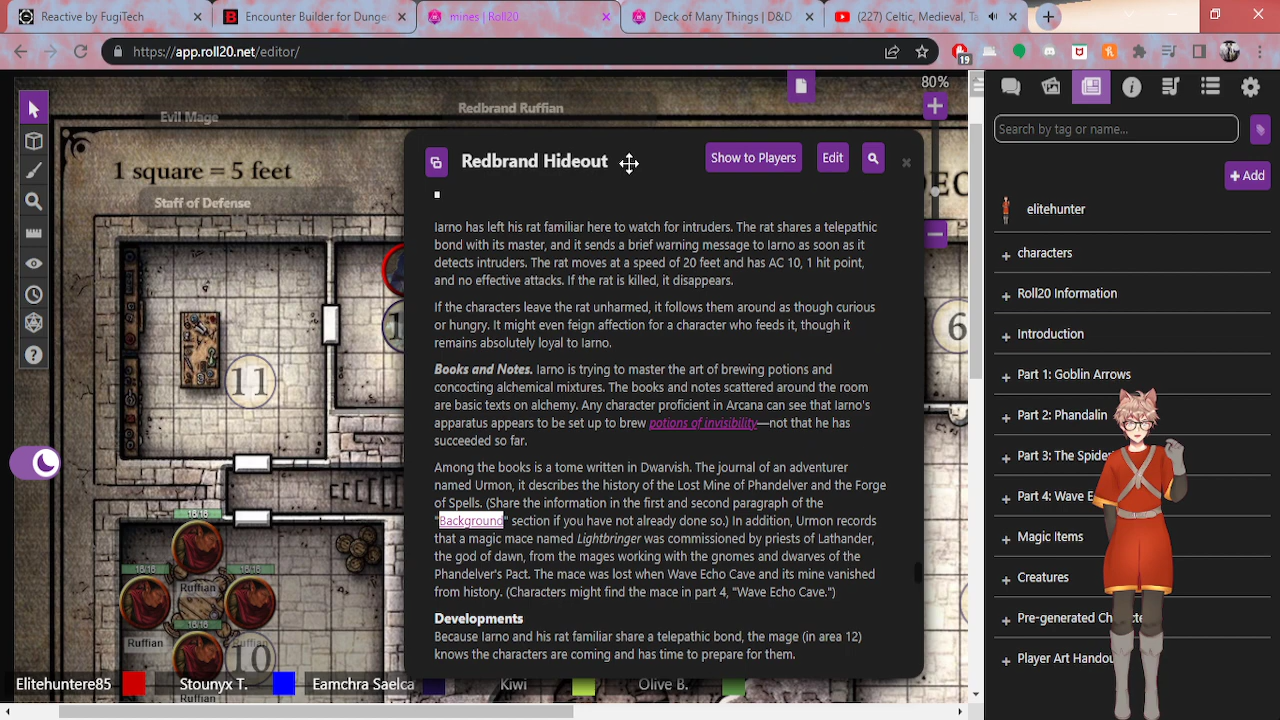 Reactive by FugiTech
Encounter Builder for Dunge
mines | Roll20
Deck of Many Things | D&D
(227) Celtic, Medieval, Ta
https://app.roll20.net/editor/
19
80%
Evil Mage
Redbrand Ruffian
1 square = 5 feet
Staff of Defense
Redbrand Hideout
Show to Players
Edit
Iarno has left his rat familiar here to watch for intruders. The rat shares a telepathic
bond with its master, and it sends a brief warning message to Iarno as soon as it
detects intruders. The rat moves at a speed of 20 feet and has AC 10, 1 hit point,
and no effective attacks. If the rat is killed, it disappears.
If the characters leave the rat unharmed, it follows them around as though curious
or hungry. It might even feign affection for a character who feeds it, though it
remains absolutely loyal to Iarno.
Books and Notes. Iarno is trying to master the art of brewing potions and
concocting alchemical mixtures. The books and notes scattered around the room
are basic texts on alchemy. Any character proficient in Arcana can see that Iarno's
apparatus appears to be set up to brew potions of invisibility—not that he has
succeeded so far.
Among the books is a tome written in Dwarvish. The journal of an adventurer
named Urmon, it describes the history of the Lost Mine of Phandelver and the Forge
of Spells. (Share the information in the first and second paragraph of the
"Background" section if you have not already done so.) In addition, Urmon records
that a magic mace named Lightbringer was commissioned by priests of Lathander,
the god of dawn, from the mages working with the gnomes and dwarves of the
Phandelver's Pact. The mace was lost when Wave Echo Cave and its mine vanished
from history. (Characters might find the mace in part 4, "Wave Echo Cave.")
Developments
Because Iarno and his rat familiar share a telepathic bond, the mage (in area 12)
knows the characters are coming and has time to prepare for them.
11
6
10
18/18
18/18
18/18
18/18
Ruffian
Ruffian
Ruffian
Ruffian
Elitehuntere85
Stounyx T.
Eamchra Saelca
Kiwi
Olive B.
Search by tag or name...
+ Add
elitehunter
characters
Roll20 Information
Introduction
Part 1: Goblin Arrows
Part 2: Phandalin
Part 3: The Spide
Part 4: Wave E
Magic Items
Creatures
Pre-generated Characte
Player Art Handou